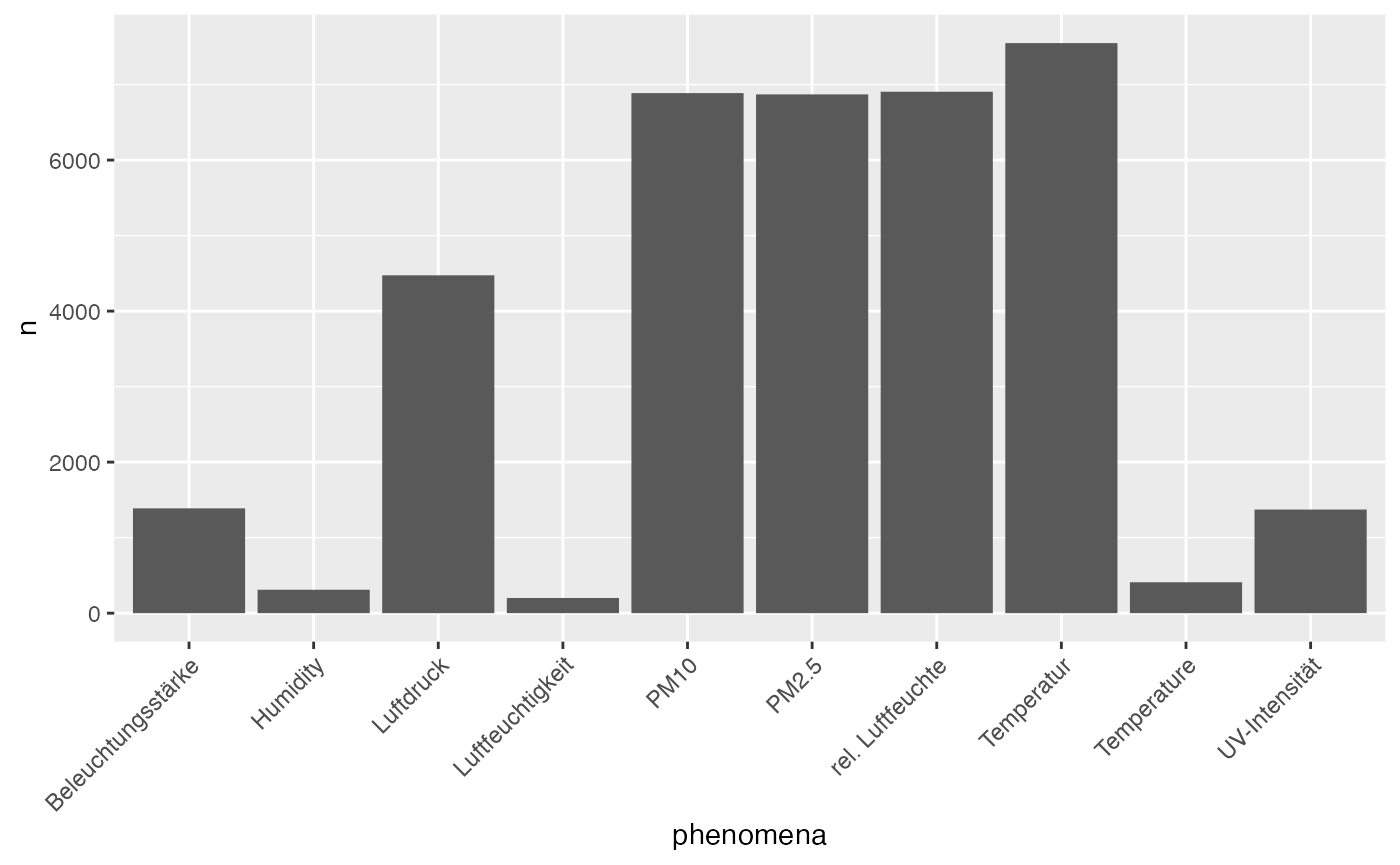 n
6000
4000
2000
0
Beleuchtungsstärke
Humidity
Luftdruck
Luftfeuchtigkeit
PM10
PM2.5
rel. Luftfeuchte
Temperatur
Temperature
UV-Intensität
phenomena